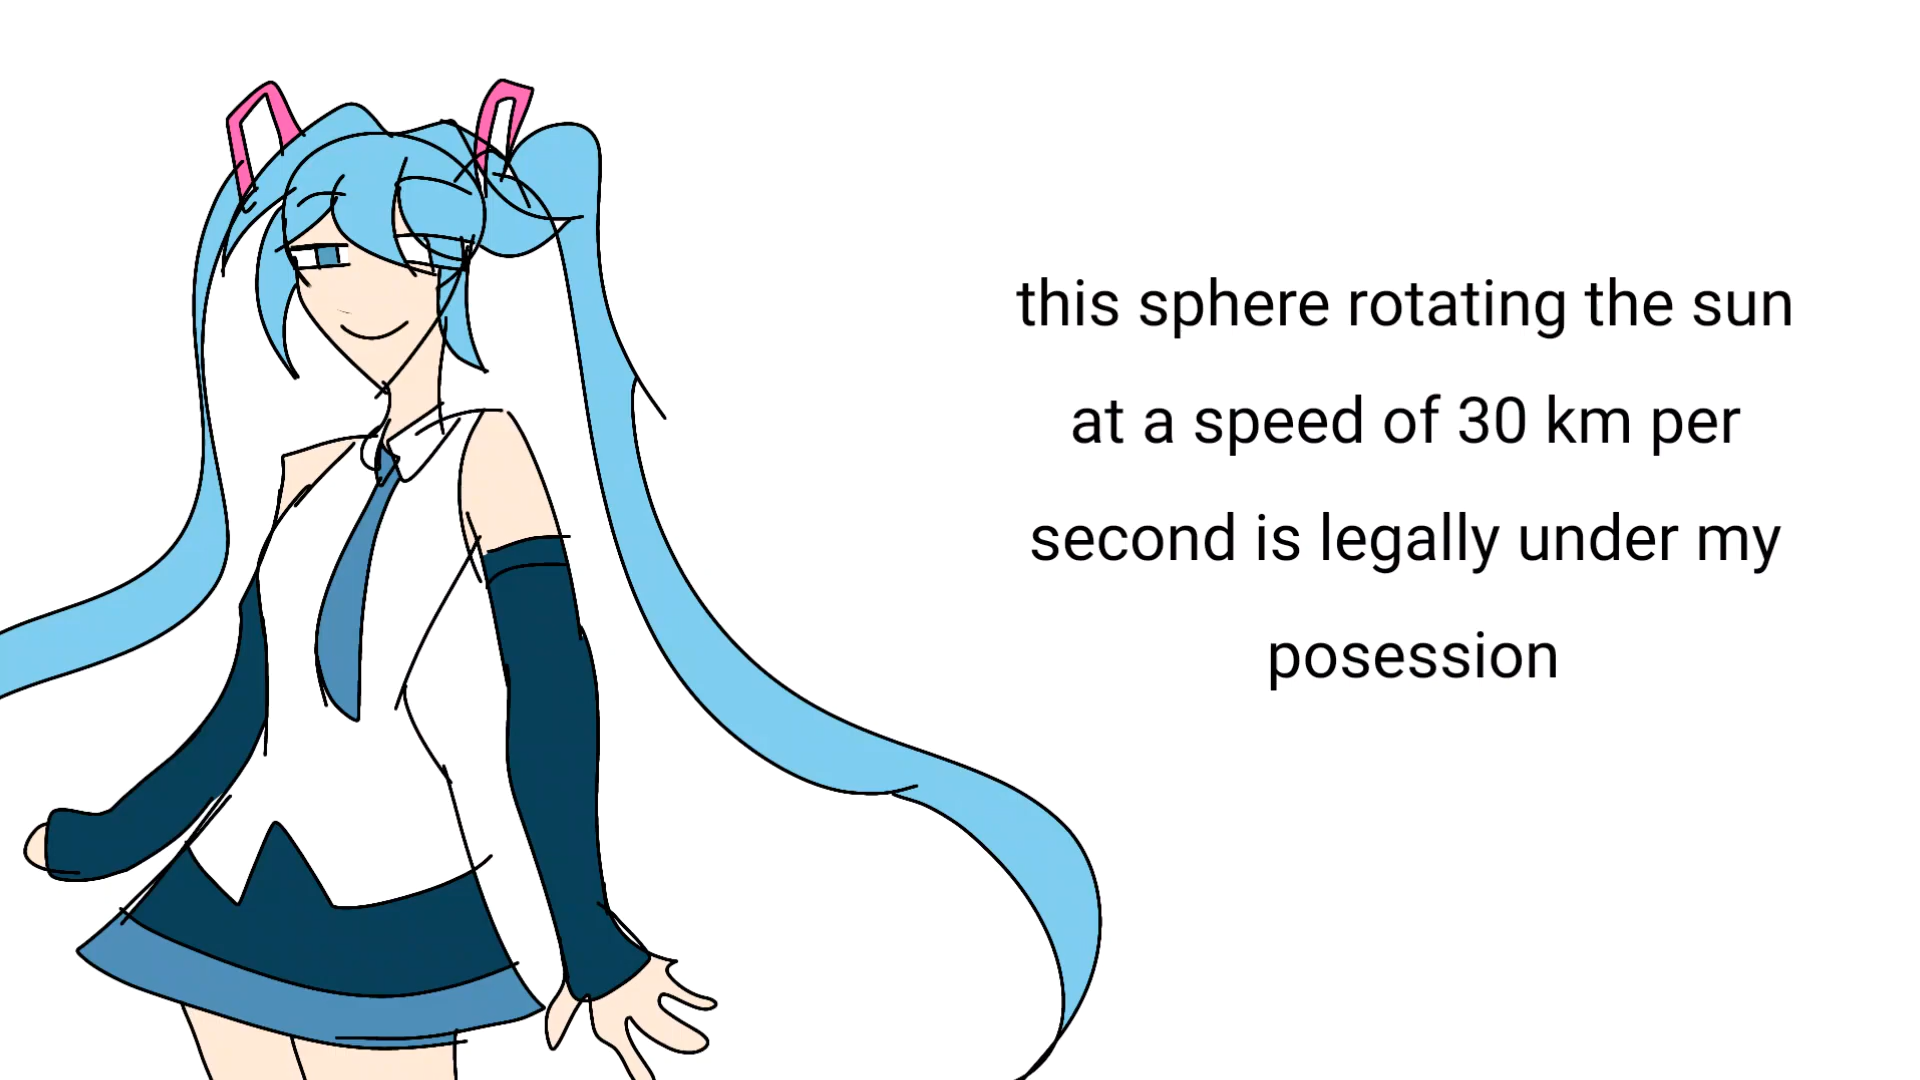 this sphere rotating the sun
at a speed of 30 km per
second is legally under my
posession